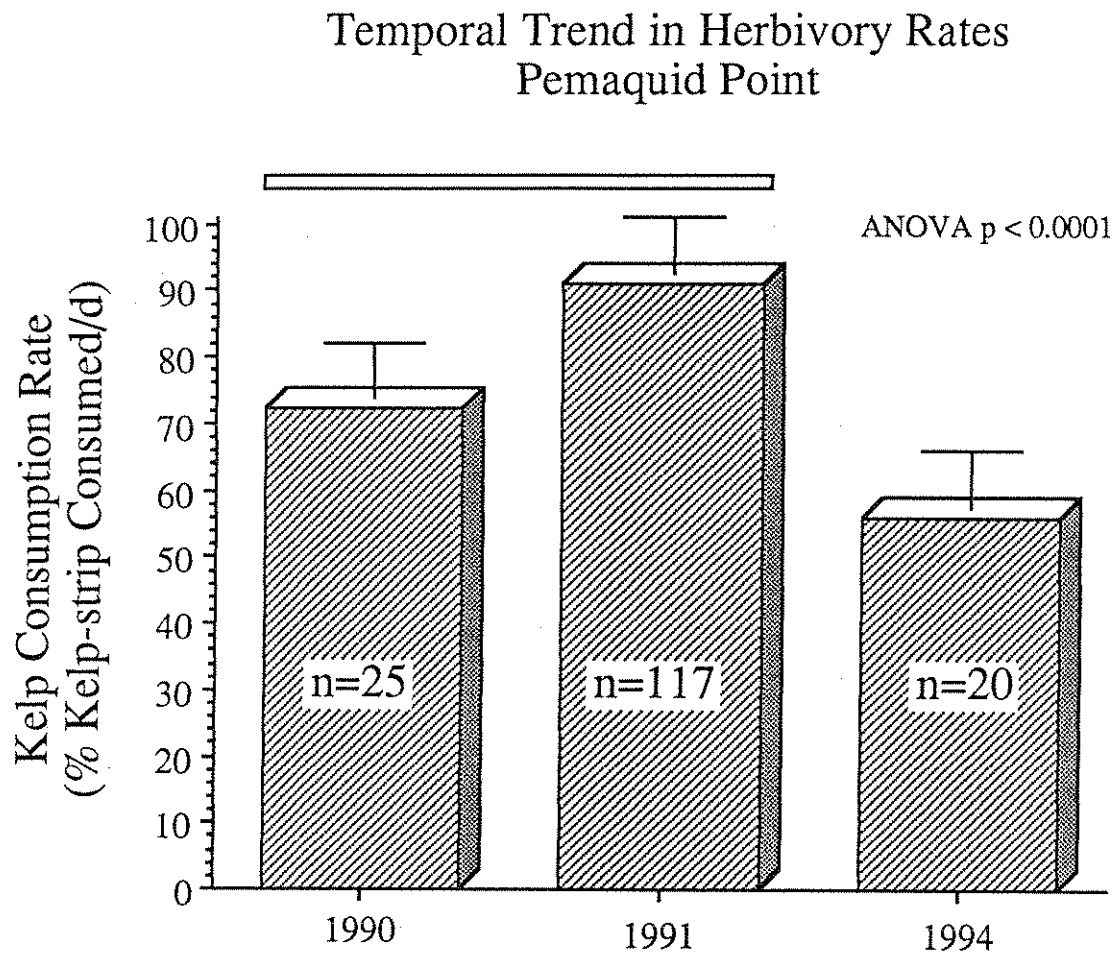 Temporal Trend in Herbivory Rates
Pemaquid Point
ANOVA p < 0.0001
Kelp Consumption Rate
(% Kelp-strip Consumed/d)
100
90
80
70
60
50
40
30
20
10
0
n=25
n=117
n=20
1990
1991
1994